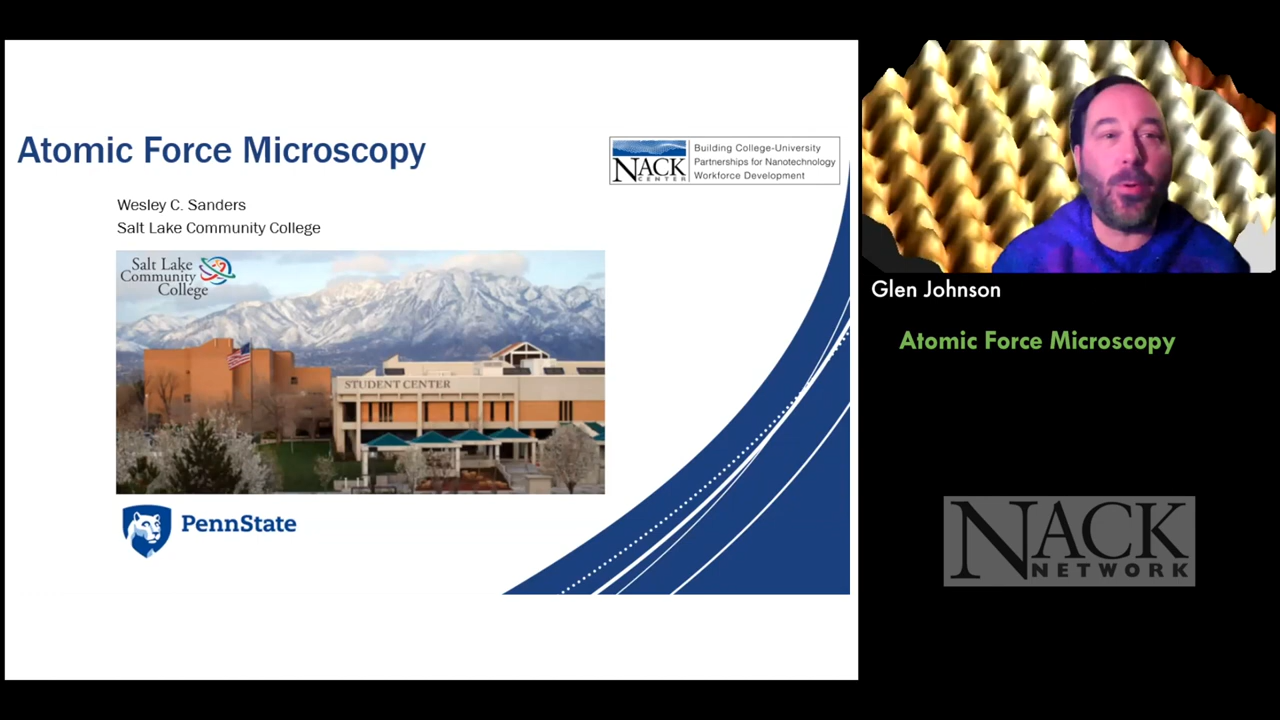 Atomic Force Microscopy
NACK
CENTER
Building College-University
Partnerships for Nanotechnology
Workforce Development
Wesley C. Sanders
Salt Lake Community College
Salt Lake
Community
College
STUDENT CENTER
PennState
Glen Johnson
Atomic Force Microscopy
NACK
NETWORK